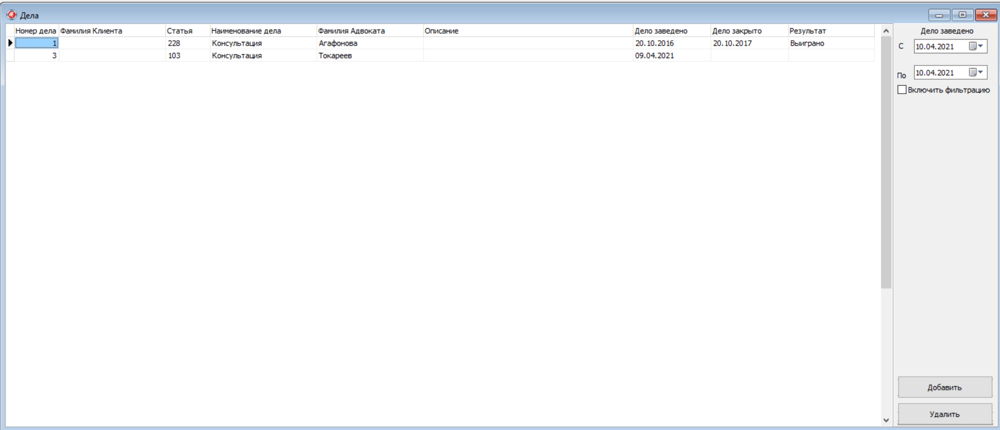 Дела
Номер дела Фамилия Клиента Статья Наименование дела Фамилия Адвоката Описание Дело заведено Дело закрыто Результат
1 228 Консультация Агафонова 20.10.2016 20.10.2017 Выиграно
3 103 Консультация Токареев 09.04.2021
Дело заведено
С 10.04.2021
По 10.04.2021
Включить фильтрацию
Добавить
Удалить